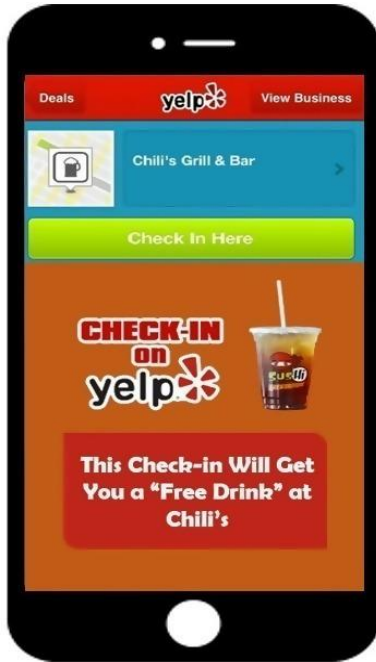 Deals
yelp
View Business
Chili's Grill & Bar
Check In Here
CHECK-IN
on
yelp
This Check-in Will Get
You a “Free Drink” at
Chili's